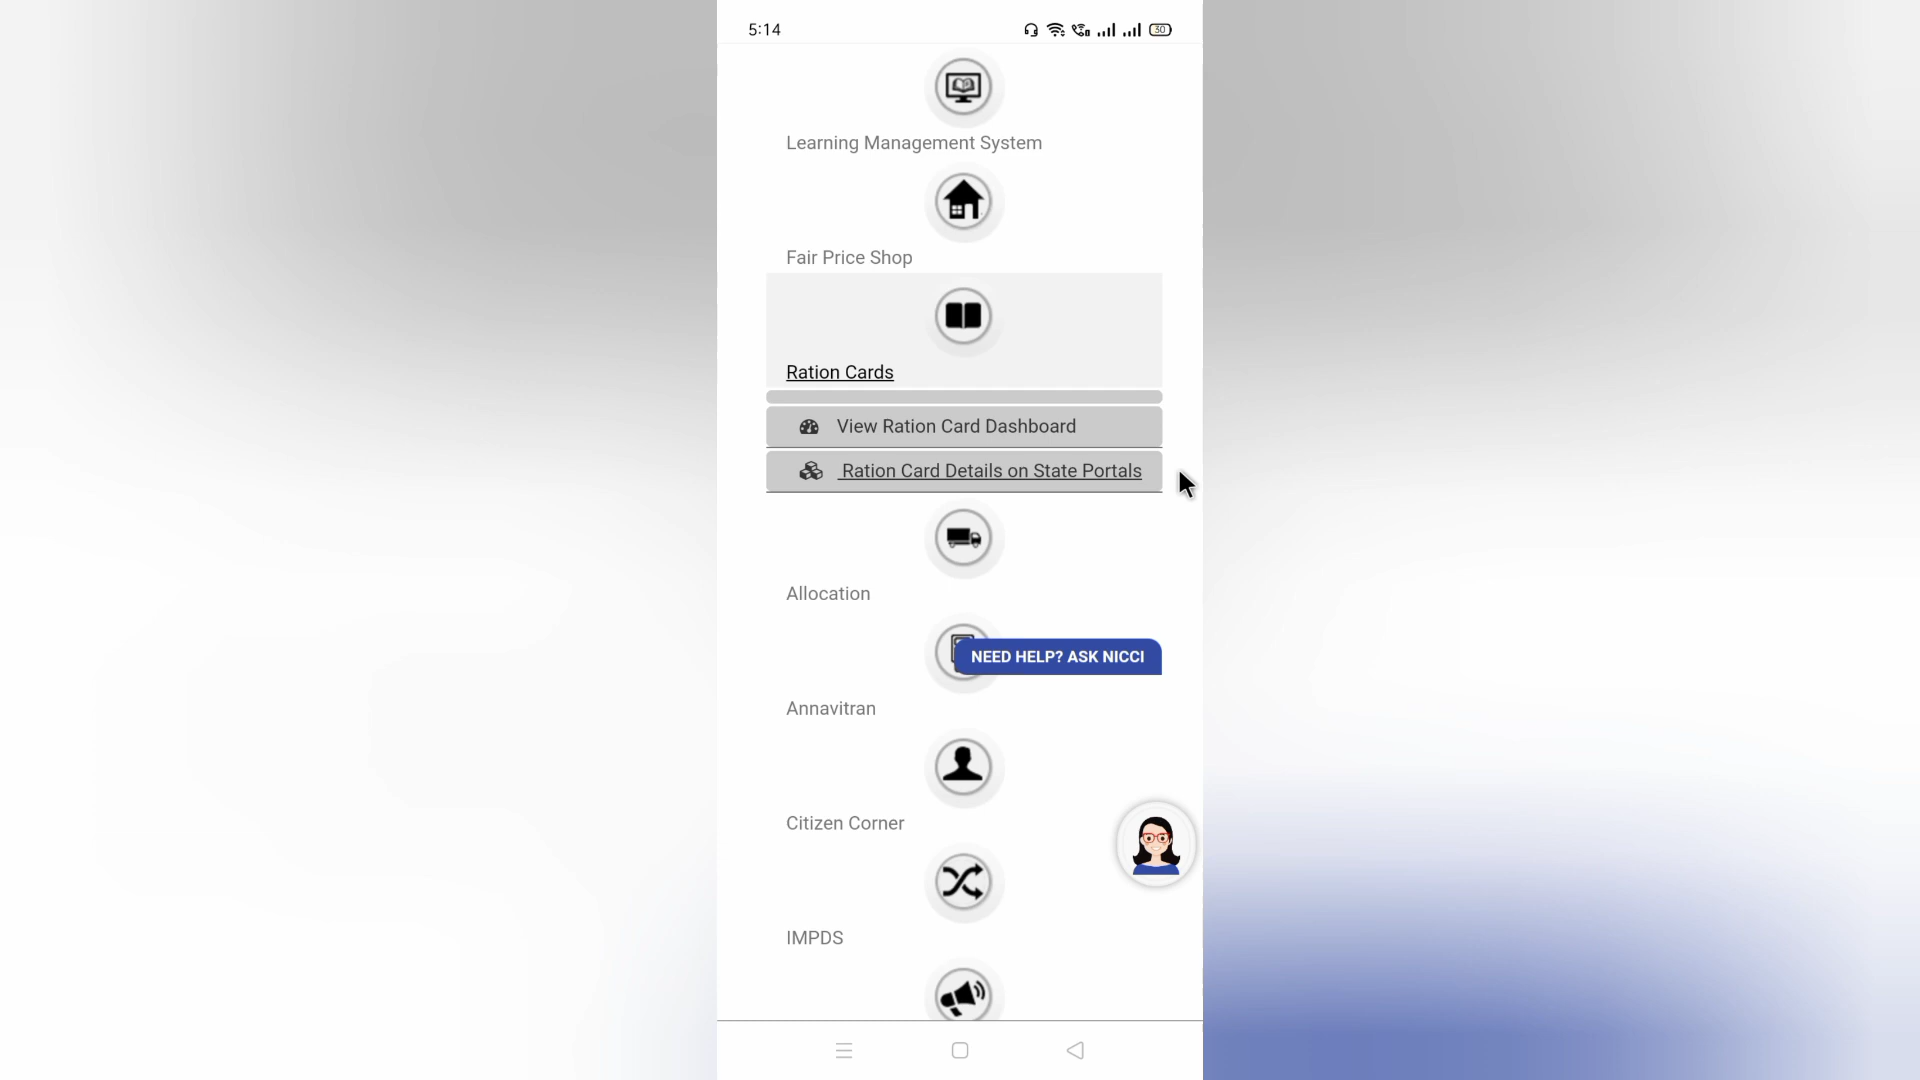 5:14
30
Learning Management System
Fair Price Shop
Ration Cards
View Ration Card Dashboard
Ration Card Details on State Portals
Allocation
NEED HELP? ASK NICCI
Annavitran
Citizen Corner
IMPDS